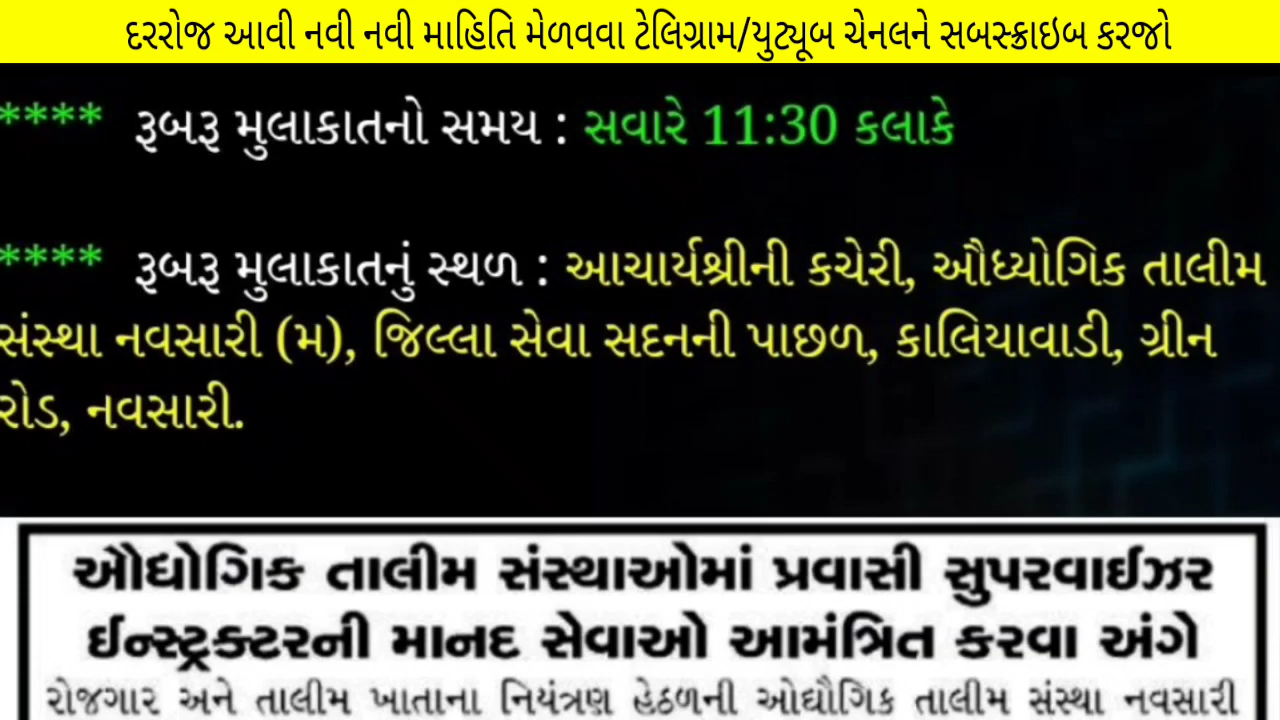 દરરોજ આવી નવી નવી માહિતિ મેળવવા ટેલિગ્રામ/યુટ્યૂબ ચેનલને સબસ્ક્રાઇબ કરજો
**** રૂબરૂ મુલાકાતનો સમય : સવારે 11:30 કલાકે
**** રૂબરૂ મુલાકાતનું સ્થળ : આચાર્યશ્રીની કચેરી, ઔધ્યોગિક તાલીમ
સંસ્થા નવસારી (મ), જિલ્લા સેવા સદનની પાછળ, કાલિયાવાડી, ગ્રીન
રોડ, નવસારી.
ઔધોગિક તાલીમ સંસ્થાઓમાં પ્રવાસી સુપરવાઈઝર
ઈન્સ્ટ્રક્ટરની માનદ સેવાઓ આમંત્રિત કરવા અંગે
રોજગાર અને તાલીમ ખાતાના નિયંત્રણ હેઠળની ઓદ્યૌગિક તાલીમ સંસ્થા નવસારી